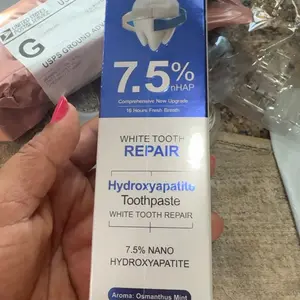 G
USPS GROUND AD
7.5%
nHAP
Comprehensive New Upgrade
16 Hours Fresh Breath
WHITE TOOTH
REPAIR
Hydroxyapatite
Toothpaste
WHITE TOOTH REPAIR
7.5% NANO
HYDROXYAPATITE
Aroma: Osmanthus Mint